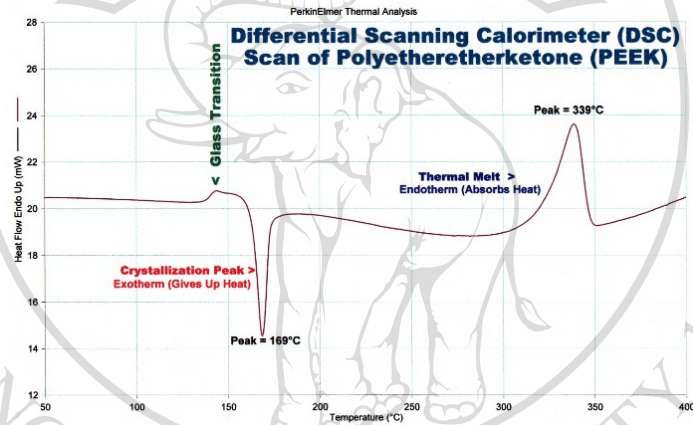 PerkinElmer Thermal Analysis
Differential Scanning Calorimeter (DSC)
Scan of Polyetheretherketone (PEEK)
28
26
24
22
20
18
16
14
12
Heat Flow Endo Up (mW)
< Glass Transition
Peak = 339°C
Thermal Melt >
Endotherm (Absorbs Heat)
Crystallization Peak >
Exotherm (Gives Up Heat)
Peak = 169°C
50
100
150
200
250
300
350
400
Temperature (°C)